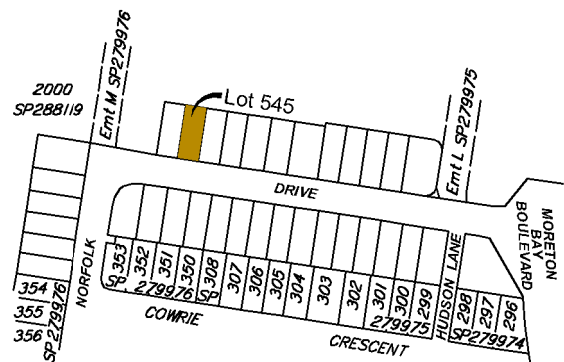 2000
SP288119
Emt M SP279976
Lot 545
Emt L SP279975
DRIVE
MORETON
BAY
BOULEVARD
NORFOLK
HUDSON LANE
353
352
351
350
308
307
306
305
304
303
302
301
300
299
298
297
296
SP 279976
SP
279975
SP279974
354
355
356
SP279976
COWRIE
CRESCENT